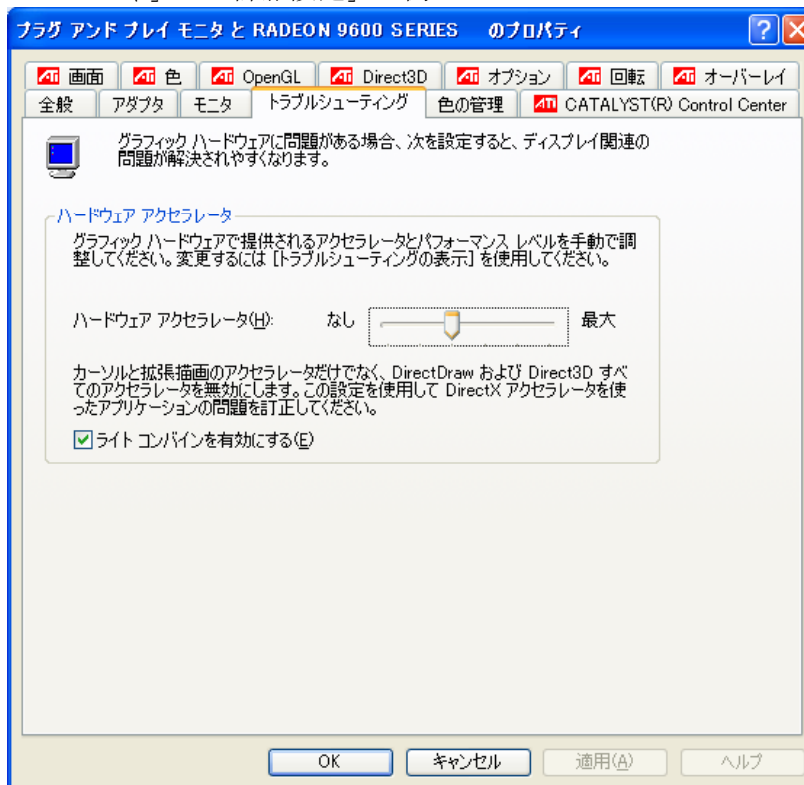 プラグ アンド プレイ モニタ と RADEON 9600 SERIES のプロパティ
ATI 画面 ATI 色 ATI OpenGL ATI Direct3D ATI オプション ATI 回転 ATI オーバーレイ
全般 アダプタ モニタ トラブルシューティング 色の管理 ATI CATALYST(R) Control Center
グラフィック ハードウェアに問題がある場合、次を設定すると、ディスプレイ関連の
問題が解決されやすくなります。
ハードウェア アクセラレータ
グラフィック ハードウェアで提供されるアクセラレータとパフォーマンス レベルを手動で調
整してください。変更するには [トラブルシューティングの表示] を使用してください。
ハードウェア アクセラレータ(H): なし 最大
カーソルと拡張描画のアクセラレータだけでなく、DirectDraw および Direct3D すべ
てのアクセラレータを無効にします。この設定を使用して DirectX アクセラレータを使
ったアプリケーションの問題を訂正してください。
ライト コンバインを有効にする(E)
OK キャンセル 適用(A) ヘルプ